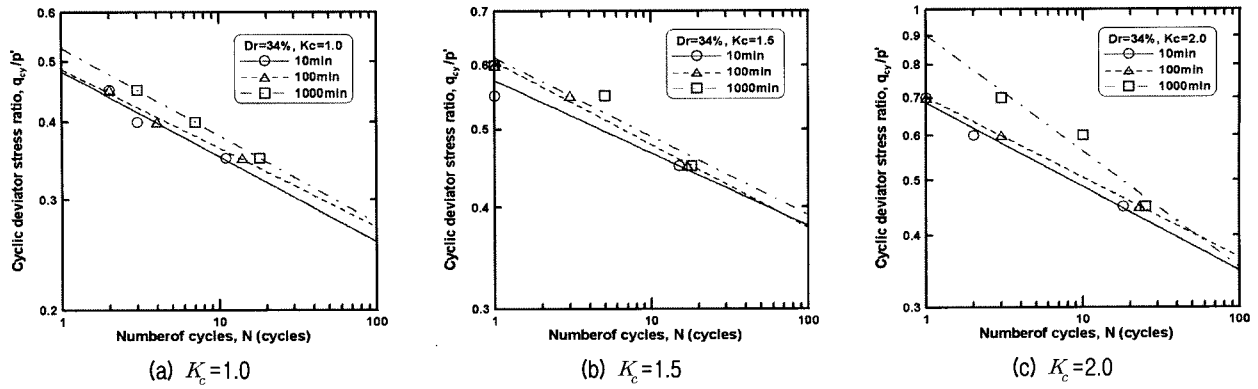 Cyclic deviator stress ratio, qcy/p'
0.5
0.4
0.3
0.2
Dr=34%, Kc=1.0
10min
100min
1000min
1
10
100
Numberof cycles, N (cycles)
(a) Kc=1.0
Cyclic deviator stress ratio, qcy/p'
0.7
0.6
0.5
0.4
0.3
Dr=34%, Kc=1.5
10min
100min
1000min
1
10
100
Numberof cycles, N (cycles)
(b) Kc=1.5
Cyclic deviator stress ratio, qcy/p'
1
0.9
0.8
0.7
0.6
0.5
0.4
0.3
Dr=34%, Kc=2.0
10min
100min
1000min
1
10
100
Numberof cycles, N (cycles)
(c) Kc=2.0